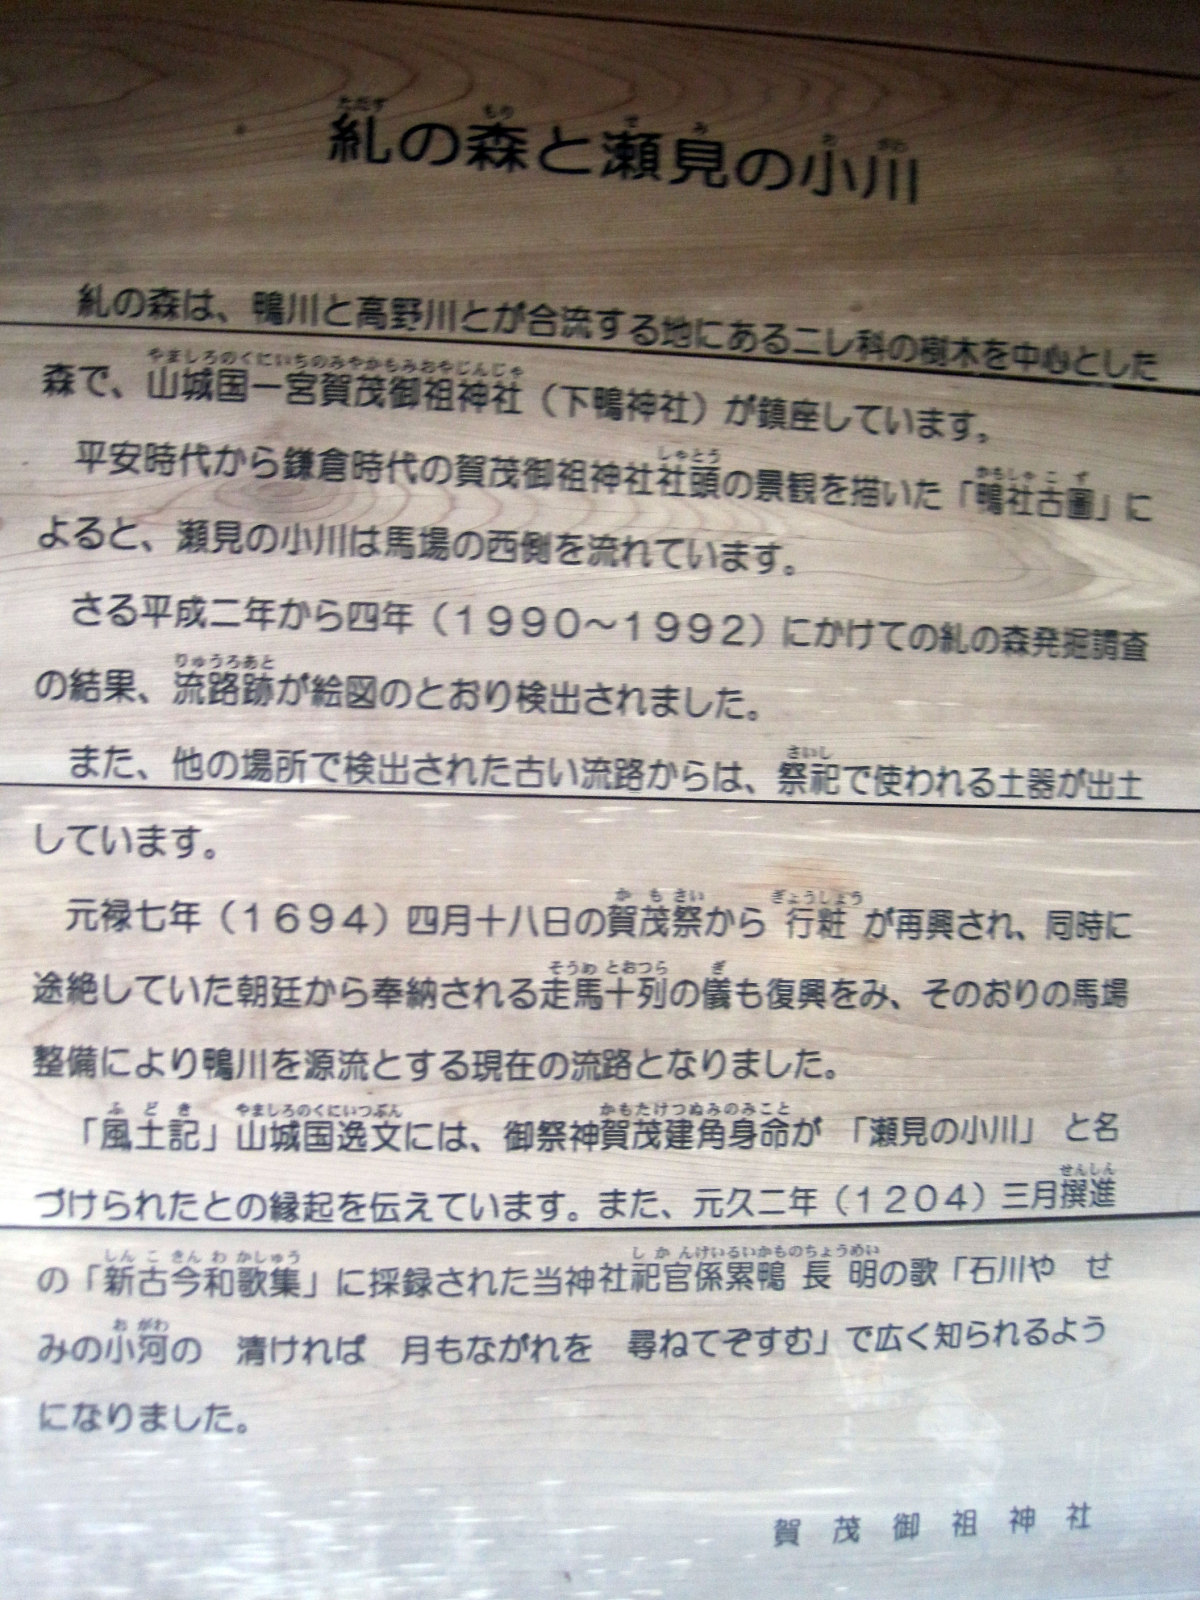 糺の森と瀬見の小川
糺の森は、鴨川と高野川とが合流する地にあるニレ科の樹木を中心とした
森で、山城国一宮賀茂御祖神社（下鴨神社）が鎮座しています。
平安時代から鎌倉時代の賀茂御祖神社社頭の景観を描いた「鴨社古圖」に
よると、瀬見の小川は馬場の西側を流れています。
さる平成二年から四年（1990～1992）にかけての糺の森発掘調査
の結果、流路跡が絵図のとおり検出されました。
また、他の場所で検出された古い流路からは、祭祀で使われる土器が出土
しています。
元禄七年（1694）四月十八日の賀茂祭から行粧が再興され、同時に
途絶していた朝廷から奉納される走馬十列の儀も復興をみ、そのおりの馬場
整備により鴨川を源流とする現在の流路となりました。
「風土記」山城国逸文には、御祭神賀茂建角身命が「瀬見の小川」と名
づけられたとの縁起を伝えています。また、元久二年（1204）三月撰進
の「新古今和歌集」に採録された当神社祀官係累鴨長明の歌「石川や　せ
みの小河の　清ければ　月もながれを　尋ねてぞすむ」で広く知られるよう
になりました。
賀茂御祖神社